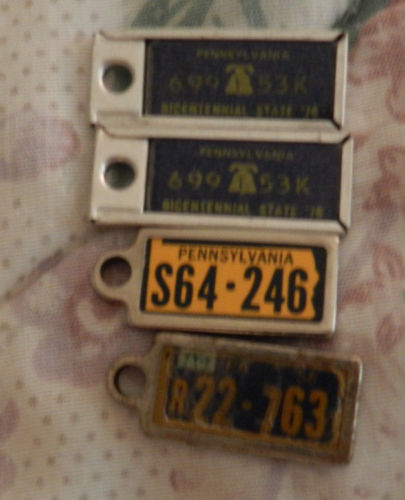 PENNSYLVANIA
699 53K
BICENTENNIAL STATE '76
PENNSYLVANIA
699 53K
BICENTENNIAL STATE '76
PENNSYLVANIA
S64·246
R22·763